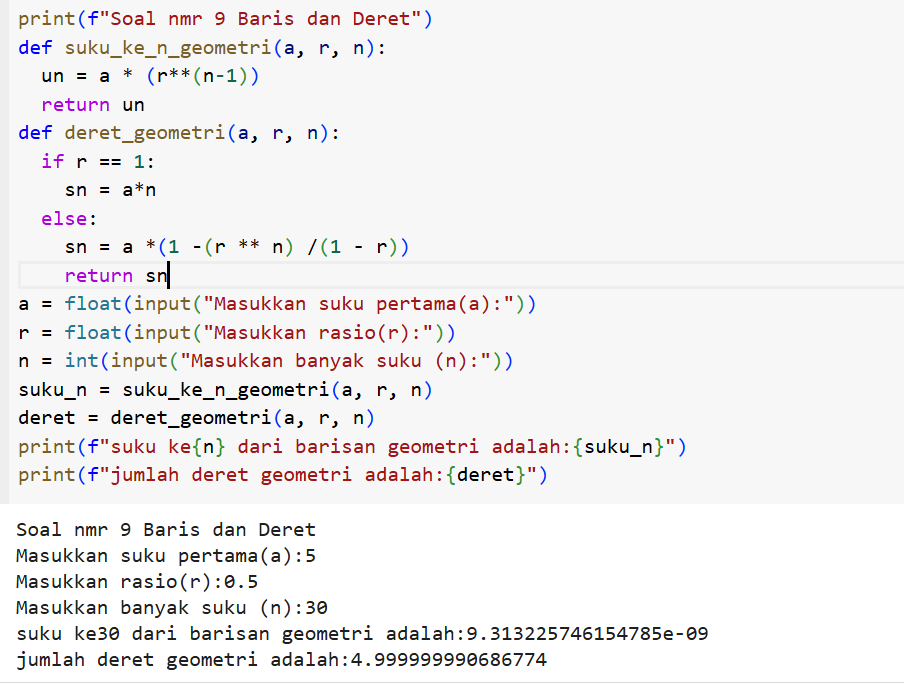 print(f"Soal nmr 9 Baris dan Deret")
def suku_ke_n_geometri(a, r, n):
  un = a * (r**(n-1))
  return un
def deret_geometri(a, r, n):
  if r == 1:
    sn = a*n
  else:
    sn = a *(1 -(r ** n) /(1 - r))
    return sn
a = float(input("Masukkan suku pertama(a):"))
r = float(input("Masukkan rasio(r):"))
n = int(input("Masukkan banyak suku (n):"))
suku_n = suku_ke_n_geometri(a, r, n)
deret = deret_geometri(a, r, n)
print(f"suku ke{n} dari barisan geometri adalah:{suku_n}")
print(f"jumlah deret geometri adalah:{deret}")
Soal nmr 9 Baris dan Deret
Masukkan suku pertama(a):5
Masukkan rasio(r):0.5
Masukkan banyak suku (n):30
suku ke30 dari barisan geometri adalah:9.313225746154785e-09
jumlah deret geometri adalah:4.999999990686774